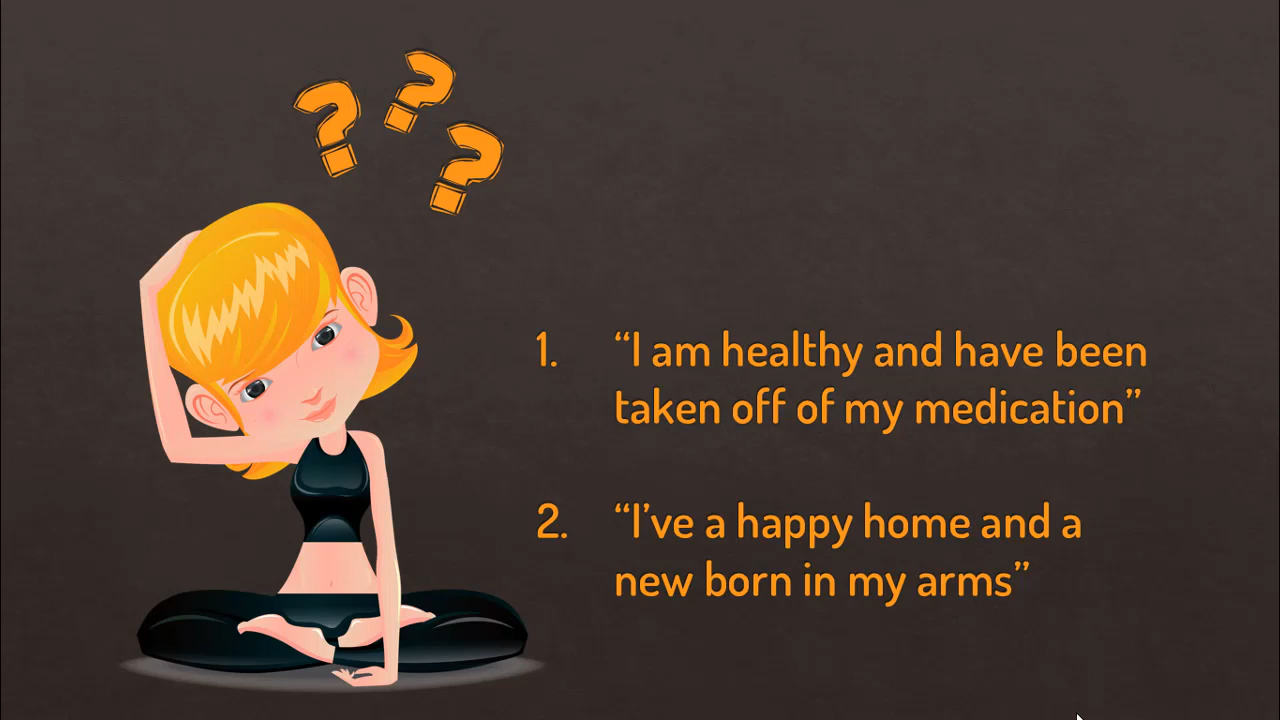 ???
1. “I am healthy and have been
taken off of my medication”
2. “I’ve a happy home and a
new born in my arms”